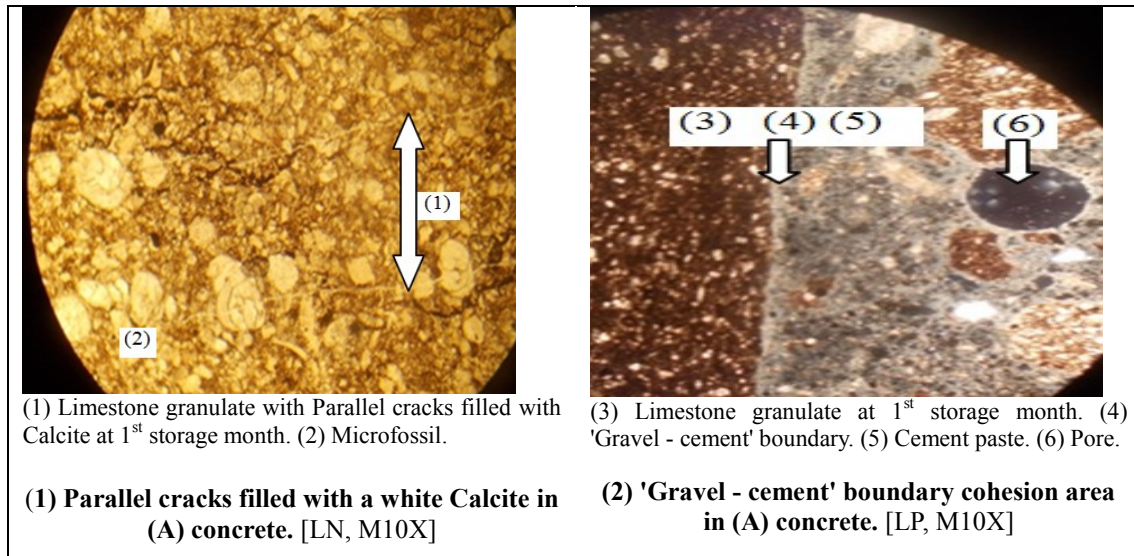 (1)
(2)
(3) (4) (5)
(6)
(1) Limestone granulate with Parallel cracks filled with
Calcite at 1st storage month. (2) Microfossil.
(1) Parallel cracks filled with a white Calcite in
(A) concrete. [LN, M10X]
(3) Limestone granulate at 1st storage month. (4)
'Gravel - cement' boundary. (5) Cement paste. (6) Pore.
(2) 'Gravel - cement' boundary cohesion area
in (A) concrete. [LP, M10X]